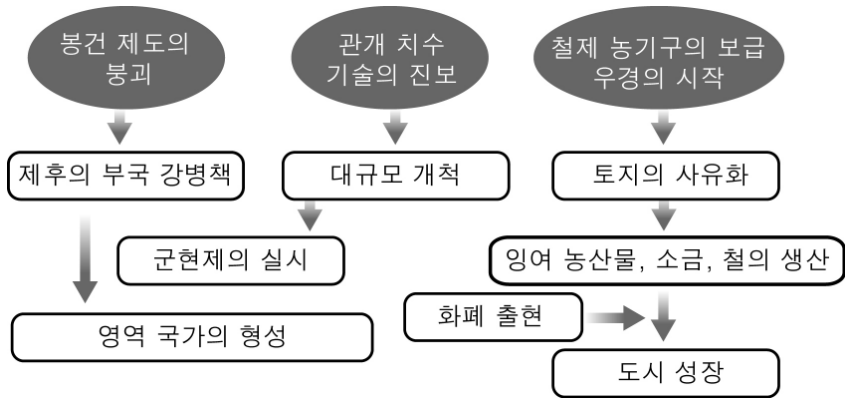 봉건 제도의
붕괴
관개 치수
기술의 진보
철제 농기구의 보급
우경의 시작
제후의 부국 강병책
대규모 개척
토지의 사유화
군현제의 실시
잉여 농산물, 소금, 철의 생산
화폐 출현
영역 국가의 형성
도시 성장